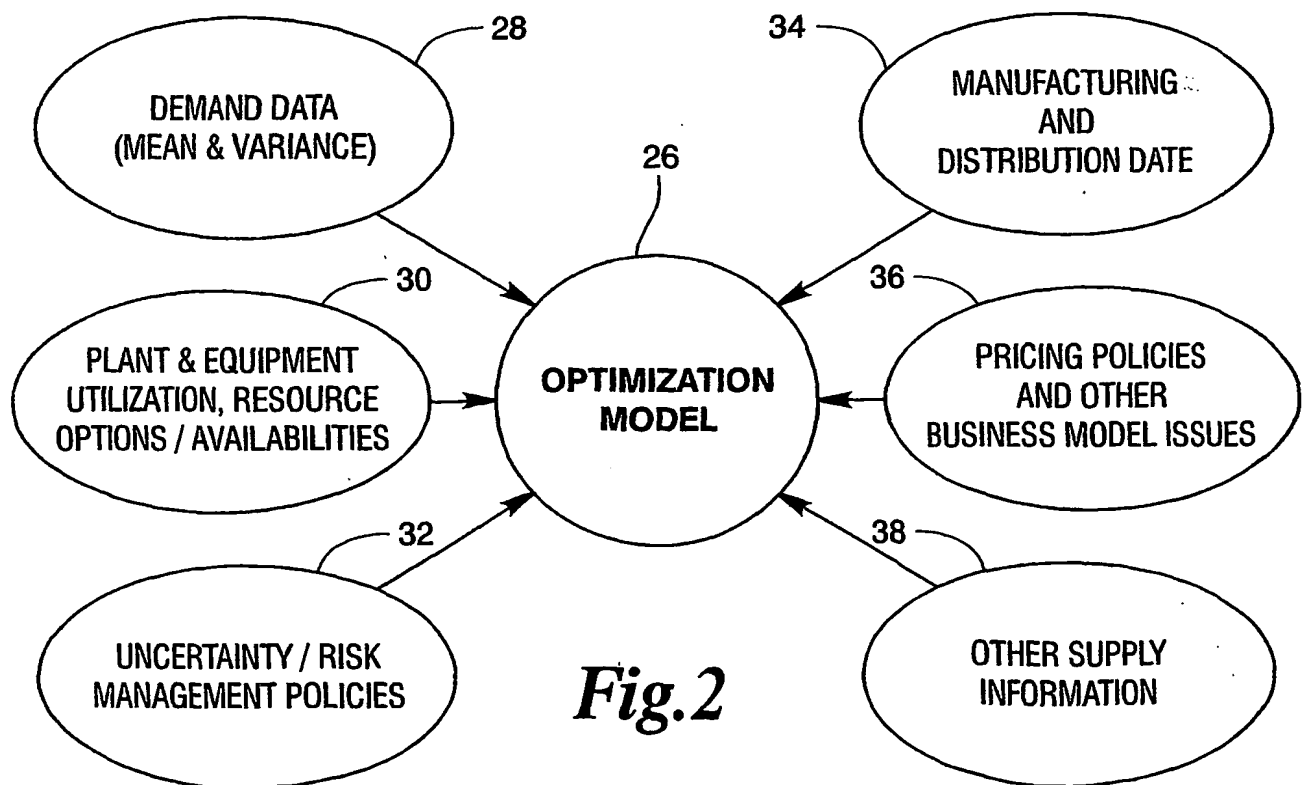 28
DEMAND DATA
(MEAN & VARIANCE)
34
MANUFACTURING
AND
DISTRIBUTION DATE
26
OPTIMIZATION
MODEL
30
PLANT & EQUIPMENT
UTILIZATION, RESOURCE
OPTIONS / AVAILABILITIES
36
PRICING POLICIES
AND OTHER
BUSINESS MODEL ISSUES
32
UNCERTAINTY / RISK
MANAGEMENT POLICIES
38
OTHER SUPPLY
INFORMATION
Fig.2